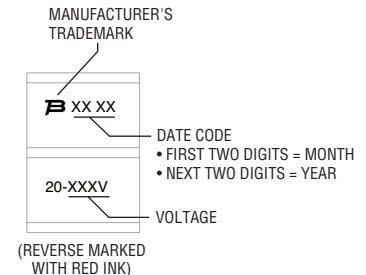 MANUFACTURER'S
TRADEMARK
XX XX
DATE CODE
• FIRST TWO DIGITS = MONTH
• NEXT TWO DIGITS = YEAR
20-XXXV
VOLTAGE
(REVERSE MARKED
WITH RED INK)